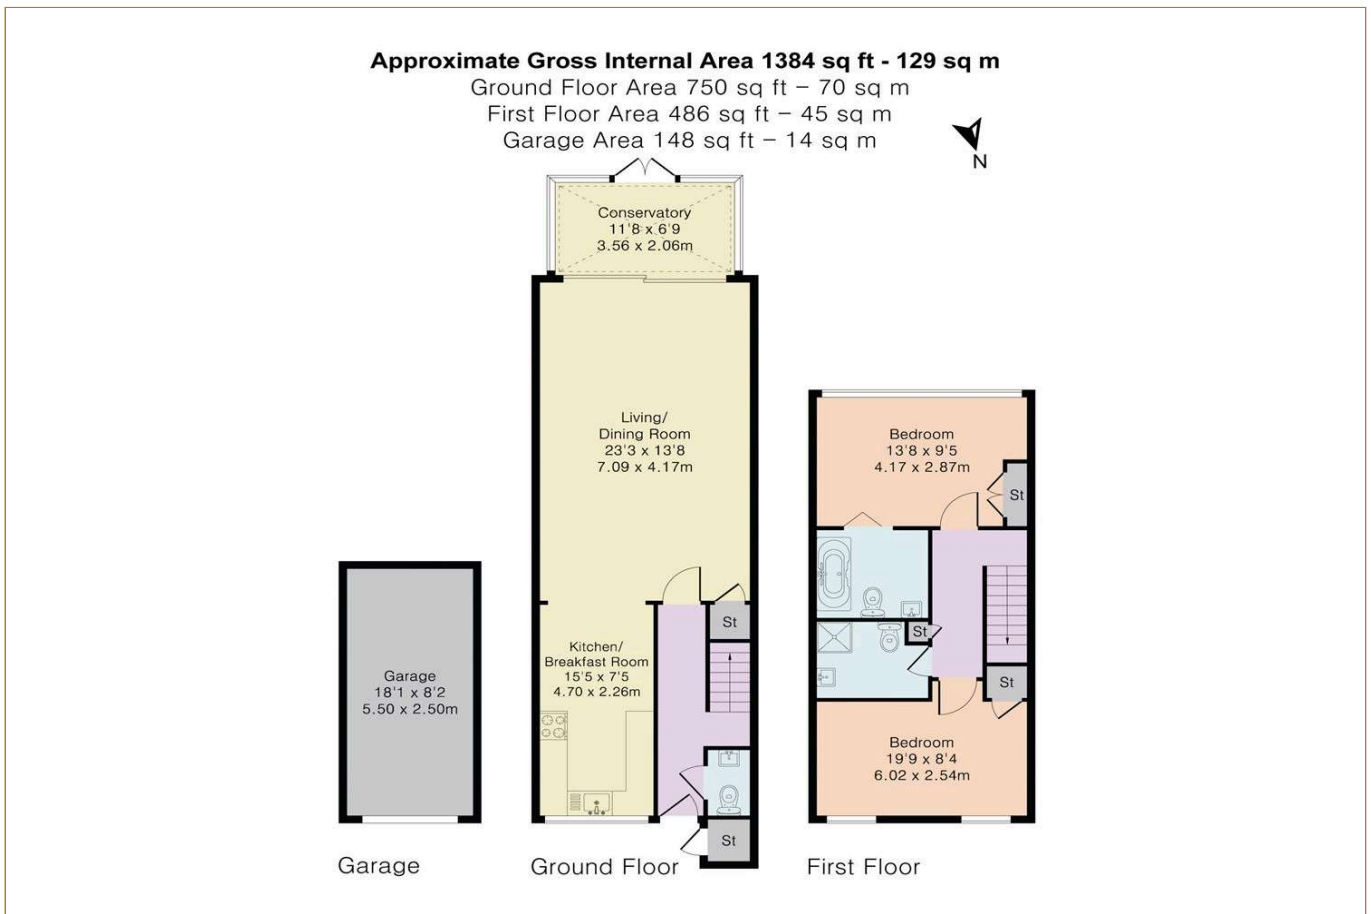 Approximate Gross Internal Area 1384 sq ft - 129 sq m
Ground Floor Area 750 sq ft – 70 sq m
First Floor Area 486 sq ft – 45 sq m
Garage Area 148 sq ft – 14 sq m
N
Conservatory
11'8 x 6'9
3.56 x 2.06m
Living/
Dining Room
23'3 x 13'8
7.09 x 4.17m
St
Kitchen/
Breakfast Room
15'5 x 7'5
4.70 x 2.26m
St
Garage
18'1 x 8'2
5.50 x 2.50m
Bedroom
13'8 x 9'5
4.17 x 2.87m
St
St
St
Bedroom
19'9 x 8'4
6.02 x 2.54m
Garage
Ground Floor
First Floor